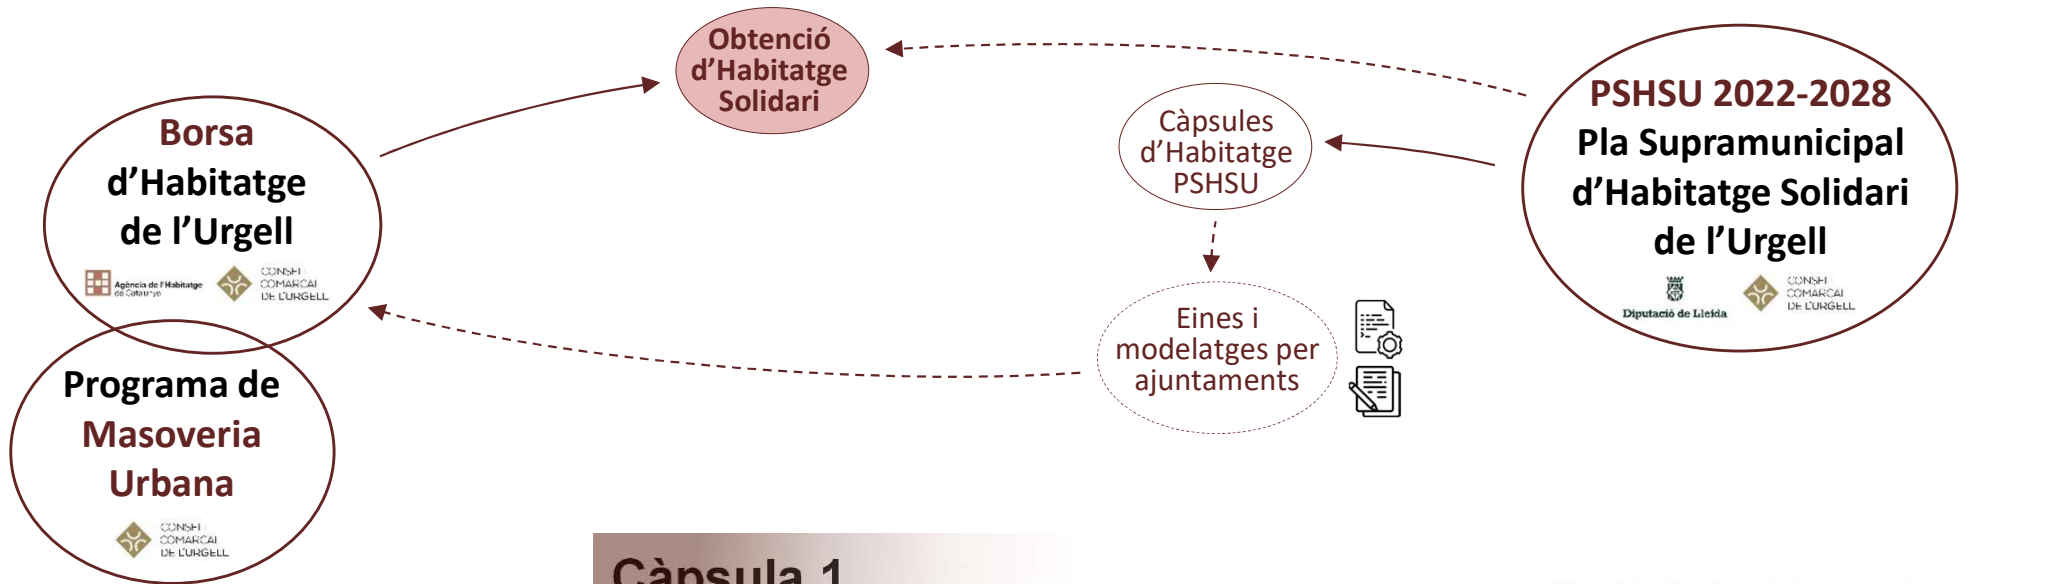 Obtenció
d’Habitatge
Solidari
Borsa
d’Habitatge
de l’Urgell
Agència de l'Habitatge
de Catalunya
CONSELL
COMARCAL
DE L'URGELL
Programa de
Masoveria
Urbana
CONSELL
COMARCAL
DE L'URGELL
Càpsules
d’Habitatge
PSHSU
Eines i
modelatges per
ajuntaments
PSHSU 2022-2028
Pla Supramunicipal
d’Habitatge Solidari
de l’Urgell
Diputació de Lleida
CONSELL
COMARCAL
DE L'URGELL
Càpsula 1